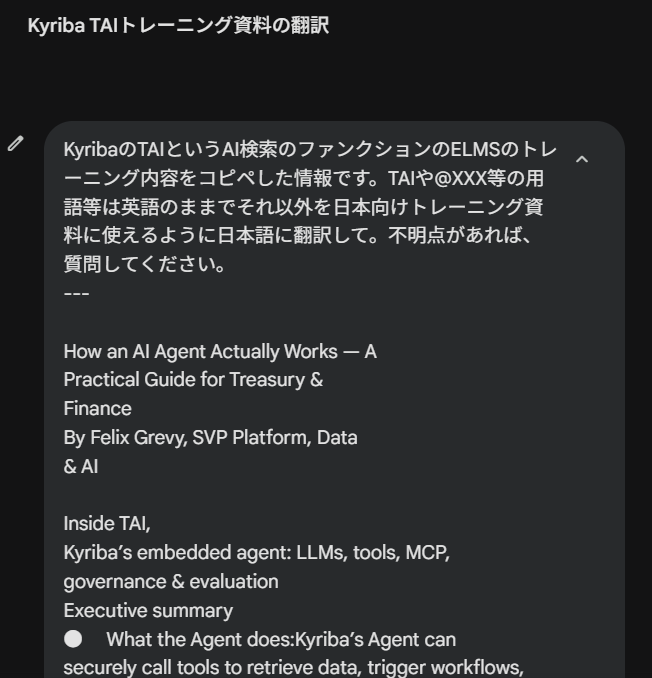 Kyriba TAIトレーニング資料の翻訳
KyribaのTAIというAI検索のファンクションのELMSのトレ
ーニング内容をコピペした情報です。TAIや@XXX等の用
語等は英語のままでそれ以外を日本向けトレーニング資
料に使えるように日本語に翻訳して。不明点があれば、
質問してください。
---
How an AI Agent Actually Works — A
Practical Guide for Treasury &
Finance
By Felix Grevy, SVP Platform, Data
& AI
Inside TAI,
Kyriba’s embedded agent: LLMs, tools, MCP,
governance & evaluation
Executive summary
● What the Agent does:Kyriba’s Agent can
securely call tools to retrieve data, trigger workflows,